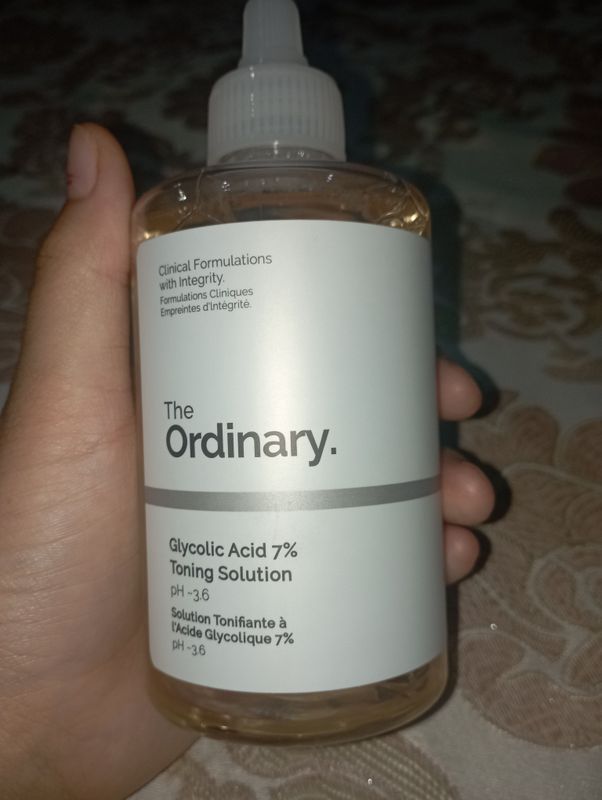 Clinical Formulations
with Integrity.
Formulations Cliniques
Empreintes d'Intégrité.
The
Ordinary.
Glycolic Acid 7%
Toning Solution
pH ~3.6
Solution Tonifiante à
l'Acide Glycolique 7%
pH ~3.6